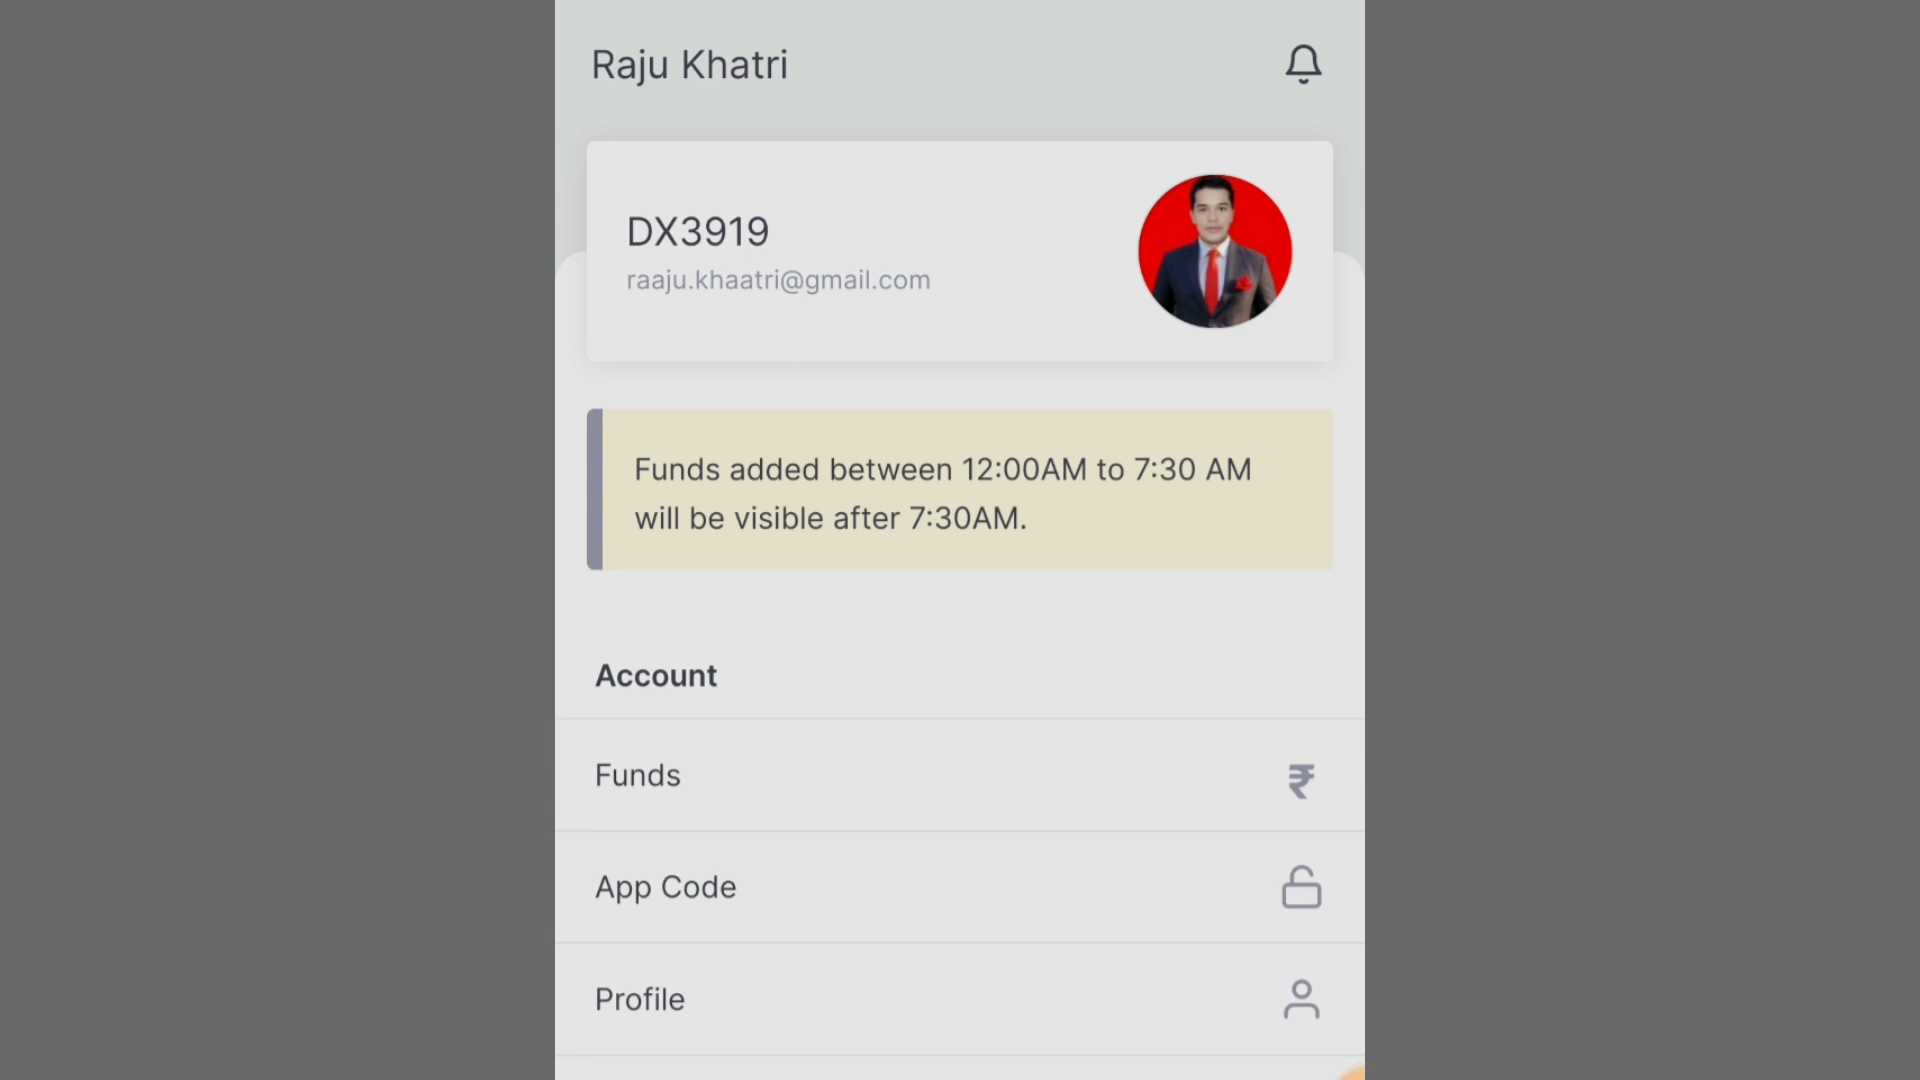 Raju Khatri
DX3919
raaju.khaatri@gmail.com
Funds added between 12:00AM to 7:30 AM
will be visible after 7:30AM.
Account
Funds
₹
App Code
Profile